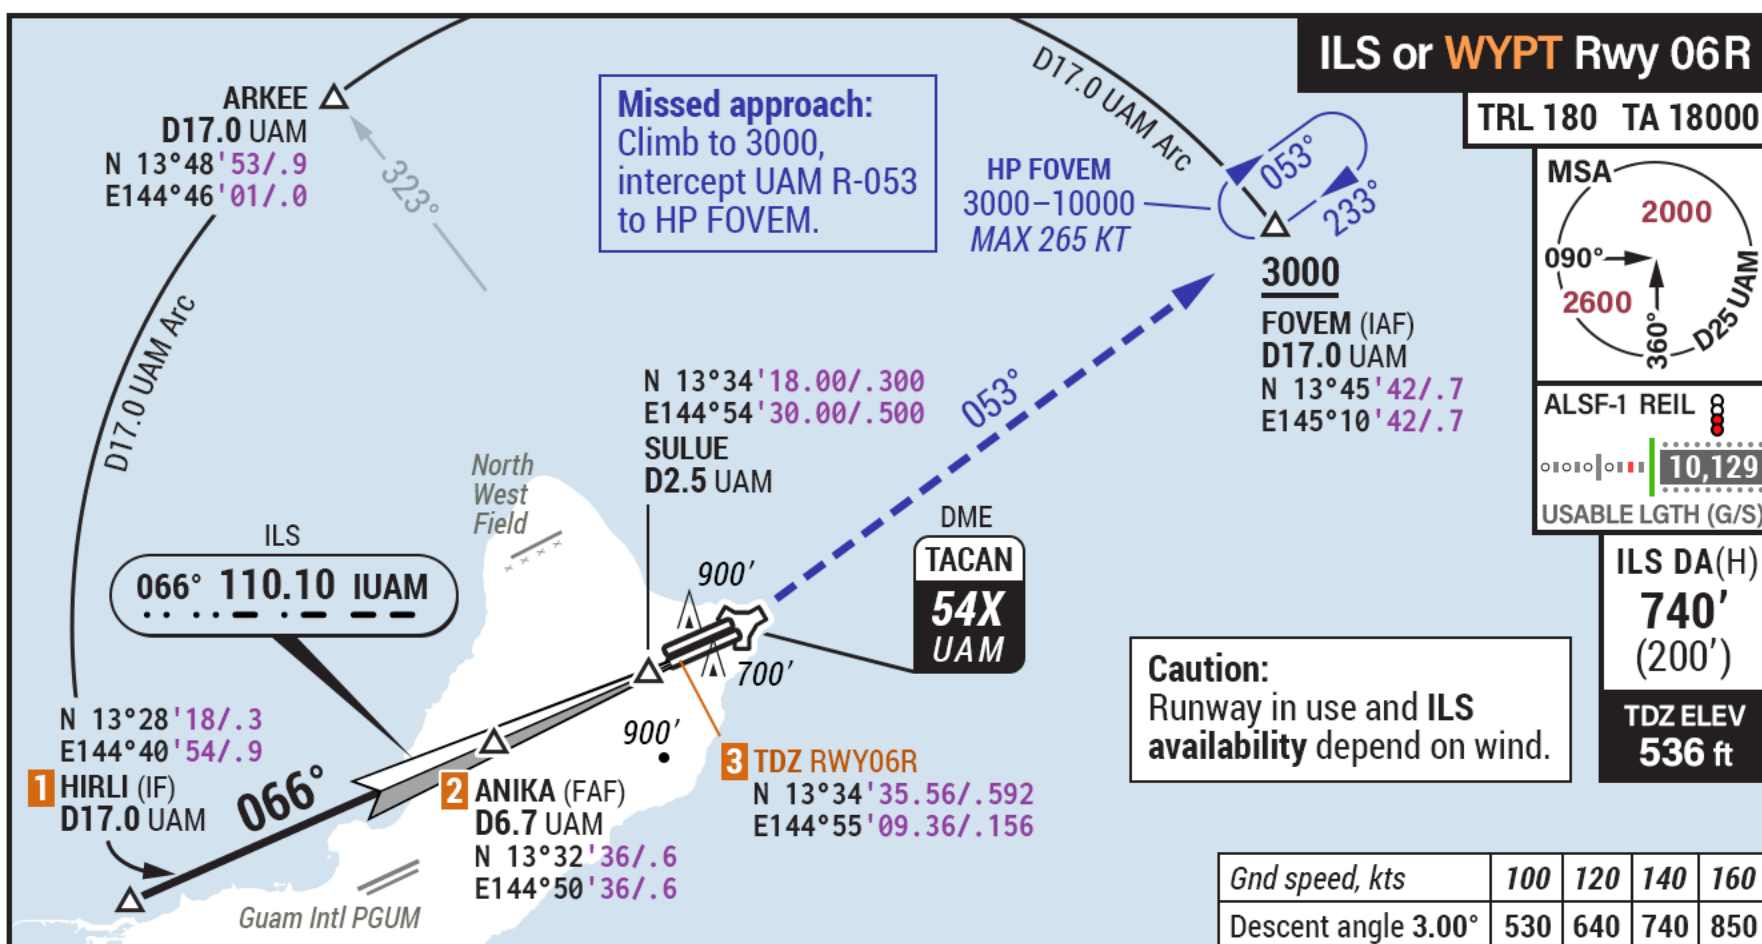 ILS or WYPT Rwy 06R
TRL 180 TA 18000
ARKEE
D17.0 UAM
N 13°48'53/.9
E144°46'01/.0
323°
D17.0 UAM Arc
Missed approach:
Climb to 3000,
intercept UAM R-053
to HP FOVEM.
D17.0 UAM Arc
HP FOVEM
3000–10000
MAX 265 KT
053°
233°
3000
FOVEM (IAF)
D17.0 UAM
N 13°45'42/.7
E145°10'42/.7
MSA
2000
090°
2600
360°
D25 UAM
ALSF-1 REIL
10,129
USABLE LGTH (G/S)
ILS DA(H)
740'
(200')
TDZ ELEV
536 ft
N 13°34'18.00/.300
E144°54'30.00/.500
SULUE
D2.5 UAM
053°
North
West
Field
ILS
066° 110.10 IUAM
900'
700'
900'
DME
TACAN
54X
UAM
Caution:
Runway in use and ILS
availability depend on wind.
N 13°28'18/.3
E144°40'54/.9
1 HIRLI (IF)
D17.0 UAM
066°
2 ANIKA (FAF)
D6.7 UAM
N 13°32'36/.6
E144°50'36/.6
3 TDZ RWY06R
N 13°34'35.56/.592
E144°55'09.36/.156
Guam Intl PGUM
Gnd speed, kts 100 120 140 160
Descent angle 3.00° 530 640 740 850